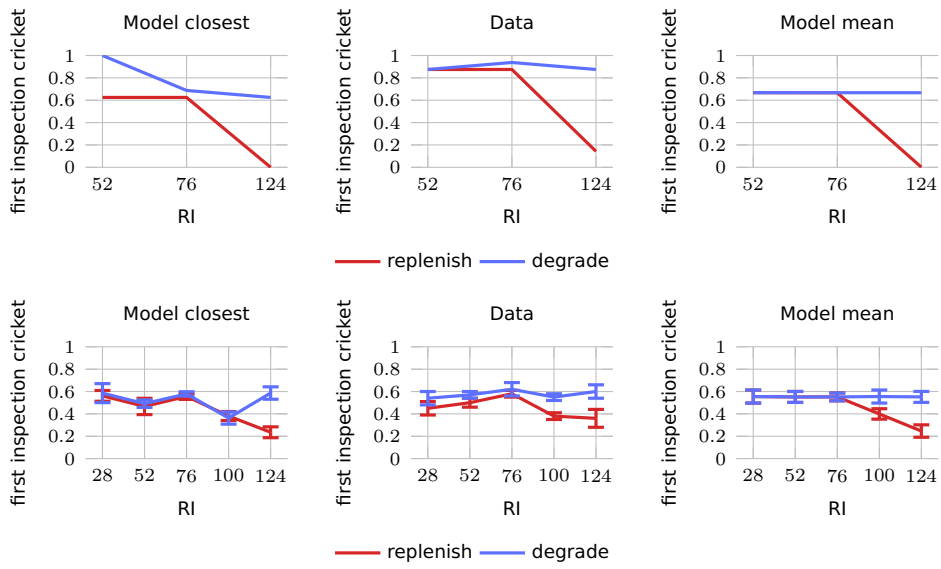 Model closest
first inspection cricket
1
0.8
0.6
0.4
0.2
0
52 76 124
RI
Data
first inspection cricket
1
0.8
0.6
0.4
0.2
0
52 76 124
RI
Model mean
first inspection cricket
1
0.8
0.6
0.4
0.2
0
52 76 124
RI
replenish degrade
Model closest
first inspection cricket
1
0.8
0.6
0.4
0.2
0
28 52 76 100 124
RI
Data
first inspection cricket
1
0.8
0.6
0.4
0.2
0
28 52 76 100 124
RI
Model mean
first inspection cricket
1
0.8
0.6
0.4
0.2
0
28 52 76 100 124
RI
replenish degrade